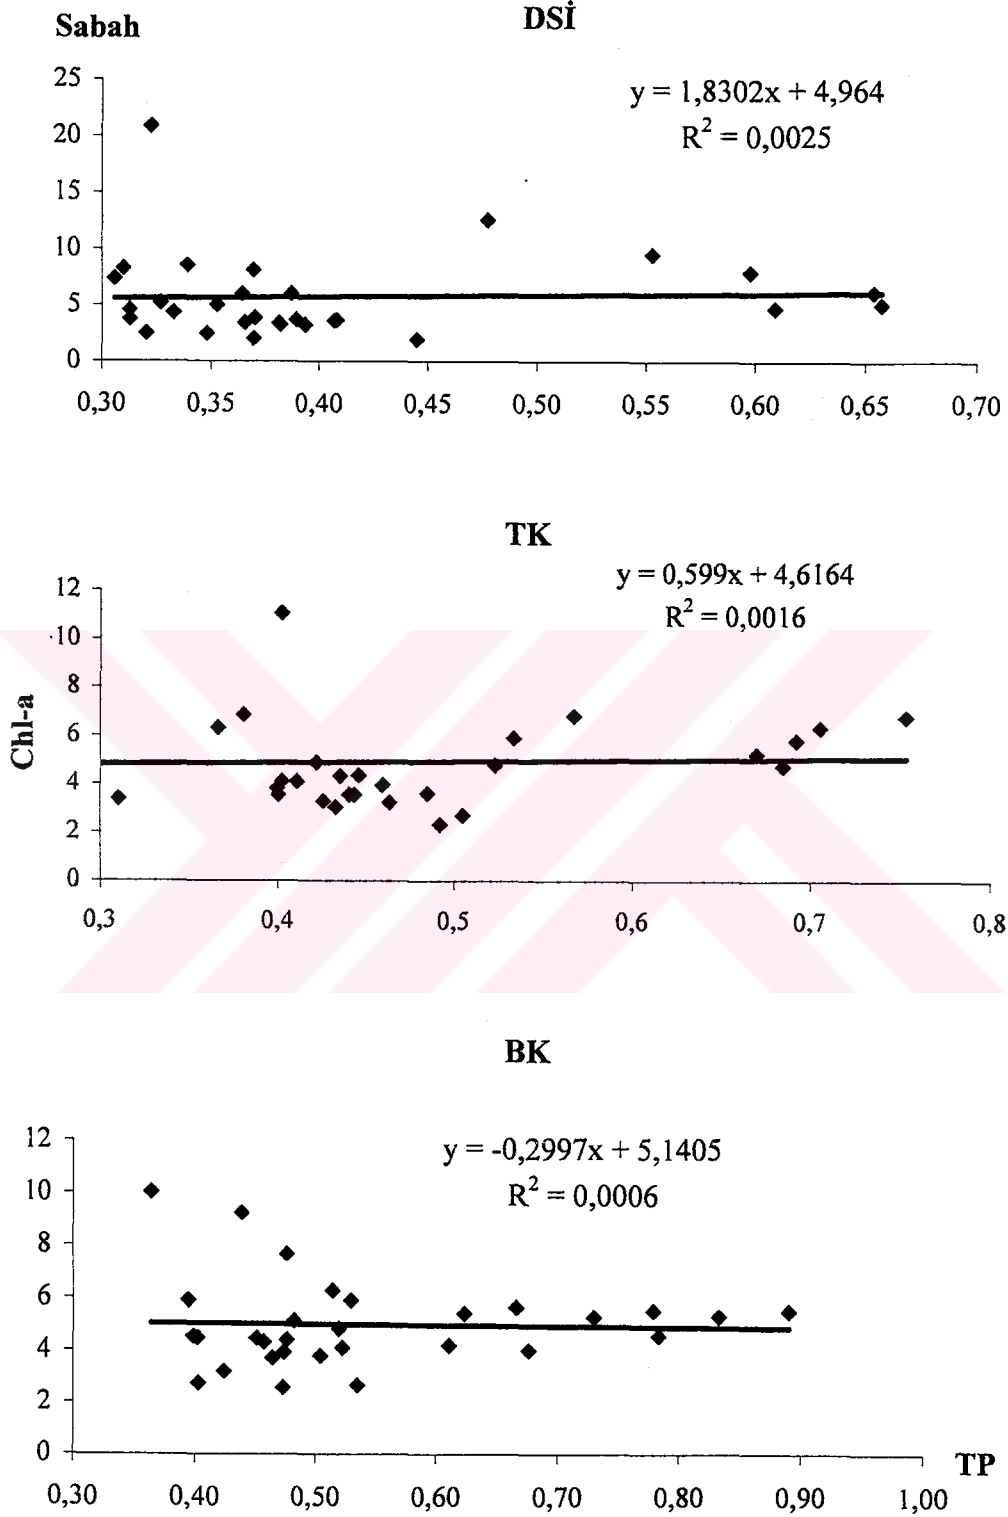 Sabah
DSİ
25
20
15
10
5
0
y = 1,8302x + 4,964
R² = 0,0025
0,30 0,35 0,40 0,45 0,50 0,55 0,60 0,65 0,70
TK
12
10
8
6
4
2
0
y = 0,599x + 4,6164
R² = 0,0016
Chl-a
0,3 0,4 0,5 0,6 0,7 0,8
BK
12
10
8
6
4
2
0
y = -0,2997x + 5,1405
R² = 0,0006
TP
0,30 0,40 0,50 0,60 0,70 0,80 0,90 1,00